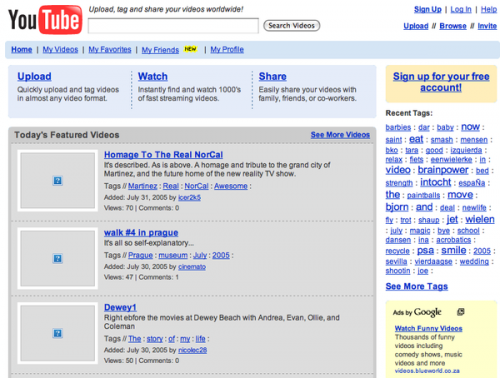 YouTube
Upload, tag and share your videos worldwide!
Search Videos
Sign Up | Log In | Help
Upload // Browse // Invite
Home | My Videos | My Favorites | My Friends NEW | My Profile
Upload
Quickly upload and tag videos
in almost any video format.
Watch
Instantly find and watch 1000's
of fast streaming videos.
Share
Easily share your videos with
family, friends, or co-workers.
Today's Featured Videos
See More Videos
Homage To The Real NorCal
It's described. As is above. A homage and tribute to the grand city of
Martinez, and the future home of the new reality TV show.
Tags // Martinez : Real : NorCal : Awesome :
Added: July 31, 2005 by icer2k5
Views: 70 | Comments: 0
walk #4 in prague
It's all so self-explanatory...
Tags // Prague : museum : July : 2005 :
Added: July 30, 2005 by cinemato
Views: 47 | Comments: 1
Dewey1
Right ebfore the movies at Dewey Beach with Andrea, Evan, Ollie, and
Coleman
Tags // The : story : of : my : life :
Added: July 30, 2005 by nicolec28
Views: 50 | Comments: 0
Sign up for your free
account!
Recent Tags:
barbies : dar : baby : now :
saint : eat : smash : mensen :
bko : tara : good : izquierda :
relax : fiets : eenwielerke : in :
video : brainpower : bed :
strength : intocht : españa :
the : paintballs : move :
bjorn : and : deal : newlife :
fly : trot : shaup : jet : wielen
: july : magic : bye : school :
dansen : ina : acrobatics :
recycle : psa : smile : 2005 :
sevilla : vierdaagse : wedding :
shootin : joe :
See More Tags
Ads by Google
Watch Funny Videos
Thousands of funny
videos including
comedy shows, music
videos and more
videos.blueworld.co.za